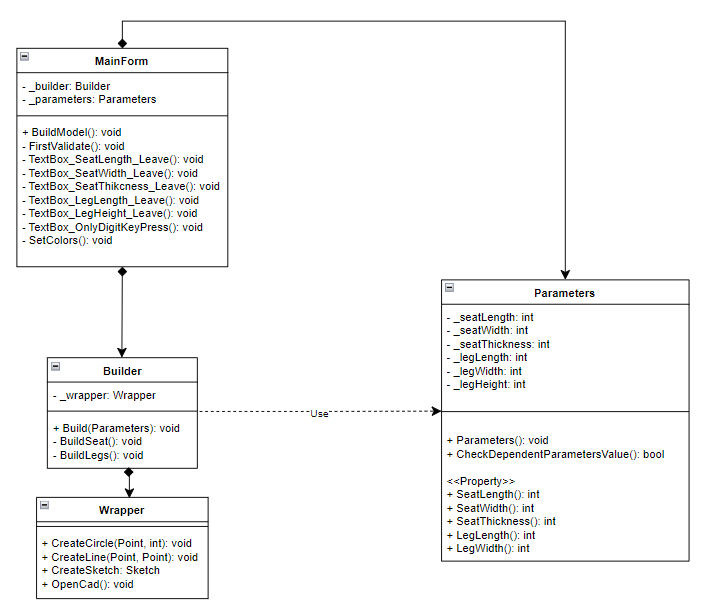 MainForm
- _builder: Builder
- _parameters: Parameters
+ BuildModel(): void
- FirstValidate(): void
- TextBox_SeatLength_Leave(): void
- TextBox_SeatWidth_Leave(): void
- TextBox_SeatThikcness_Leave(): void
- TextBox_LegLength_Leave(): void
- TextBox_LegHeight_Leave(): void
- TextBox_OnlyDigitKeyPress(): void
- SetColors(): void
Parameters
- _seatLength: int
- _seatWidth: int
- _seatThickness: int
- _legLength: int
- _legWidth: int
- _legHeight: int
+ Parameters(): void
+ CheckDependentParametersValue(): bool
<<Property>>
+ SeatLength(): int
+ SeatWidth(): int
+ SeatThickness(): int
+ LegLength(): int
+ LegWidth(): int
Builder
- _wrapper: Wrapper
+ Build(Parameters): void
- BuildSeat(): void
- BuildLegs(): void
Use
Wrapper
+ CreateCircle(Point, int): void
+ CreateLine(Point, Point): void
+ CreateSketch: Sketch
+ OpenCad(): void